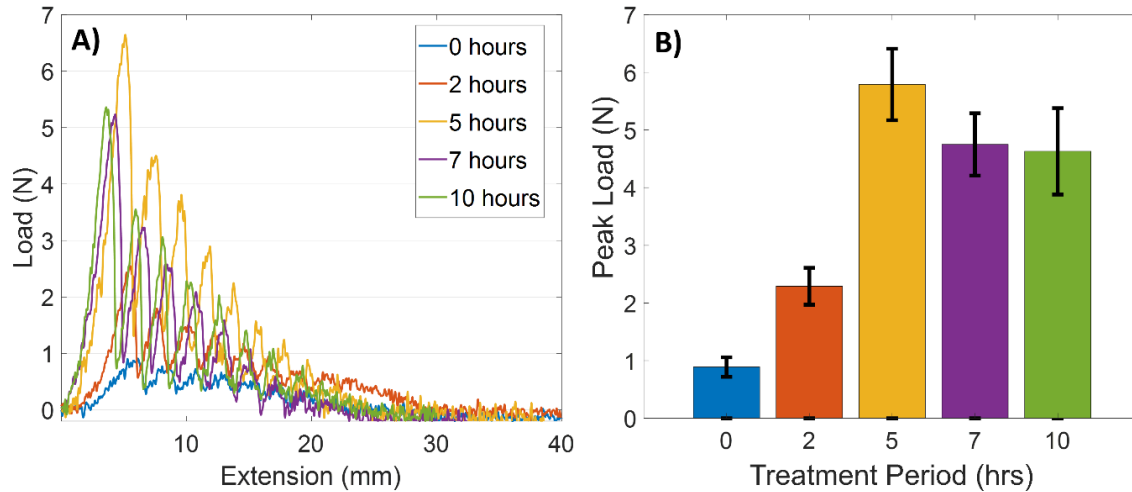 A)
Load (N)
7
6
5
4
3
2
1
0
10
20
30
40
Extension (mm)
0 hours
2 hours
5 hours
7 hours
10 hours
B)
Peak Load (N)
7
6
5
4
3
2
1
0
0
2
5
7
10
Treatment Period (hrs)